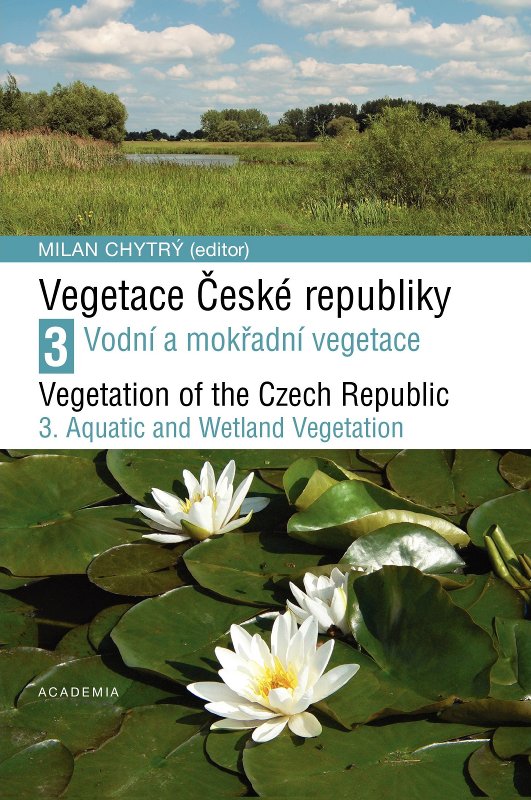 MILAN CHYTRÝ (editor)
Vegetace České republiky
3 Vodní a mokřadní vegetace
Vegetation of the Czech Republic
3. Aquatic and Wetland Vegetation
ACADEMIA